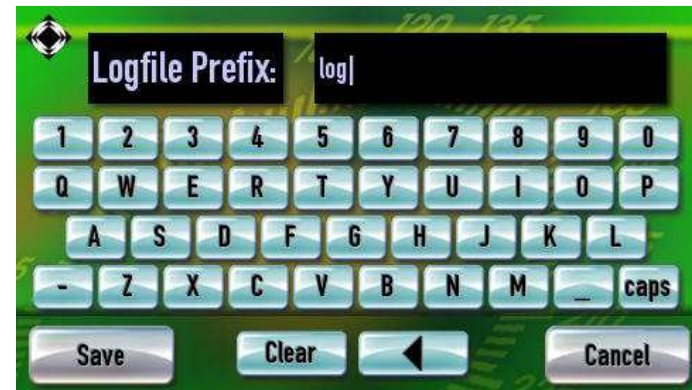 Logfile Prefix: log
1 2 3 4 5 6 7 8 9 0
Q W E R T Y U I O P
A S D F G H J K L
- Z X C V B N M _ caps
Save Clear Cancel